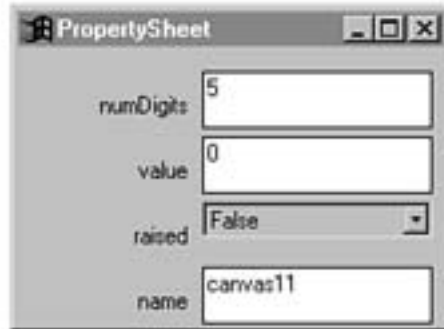 PropertySheet
numDigits 5
value 0
raised False
name canvas11